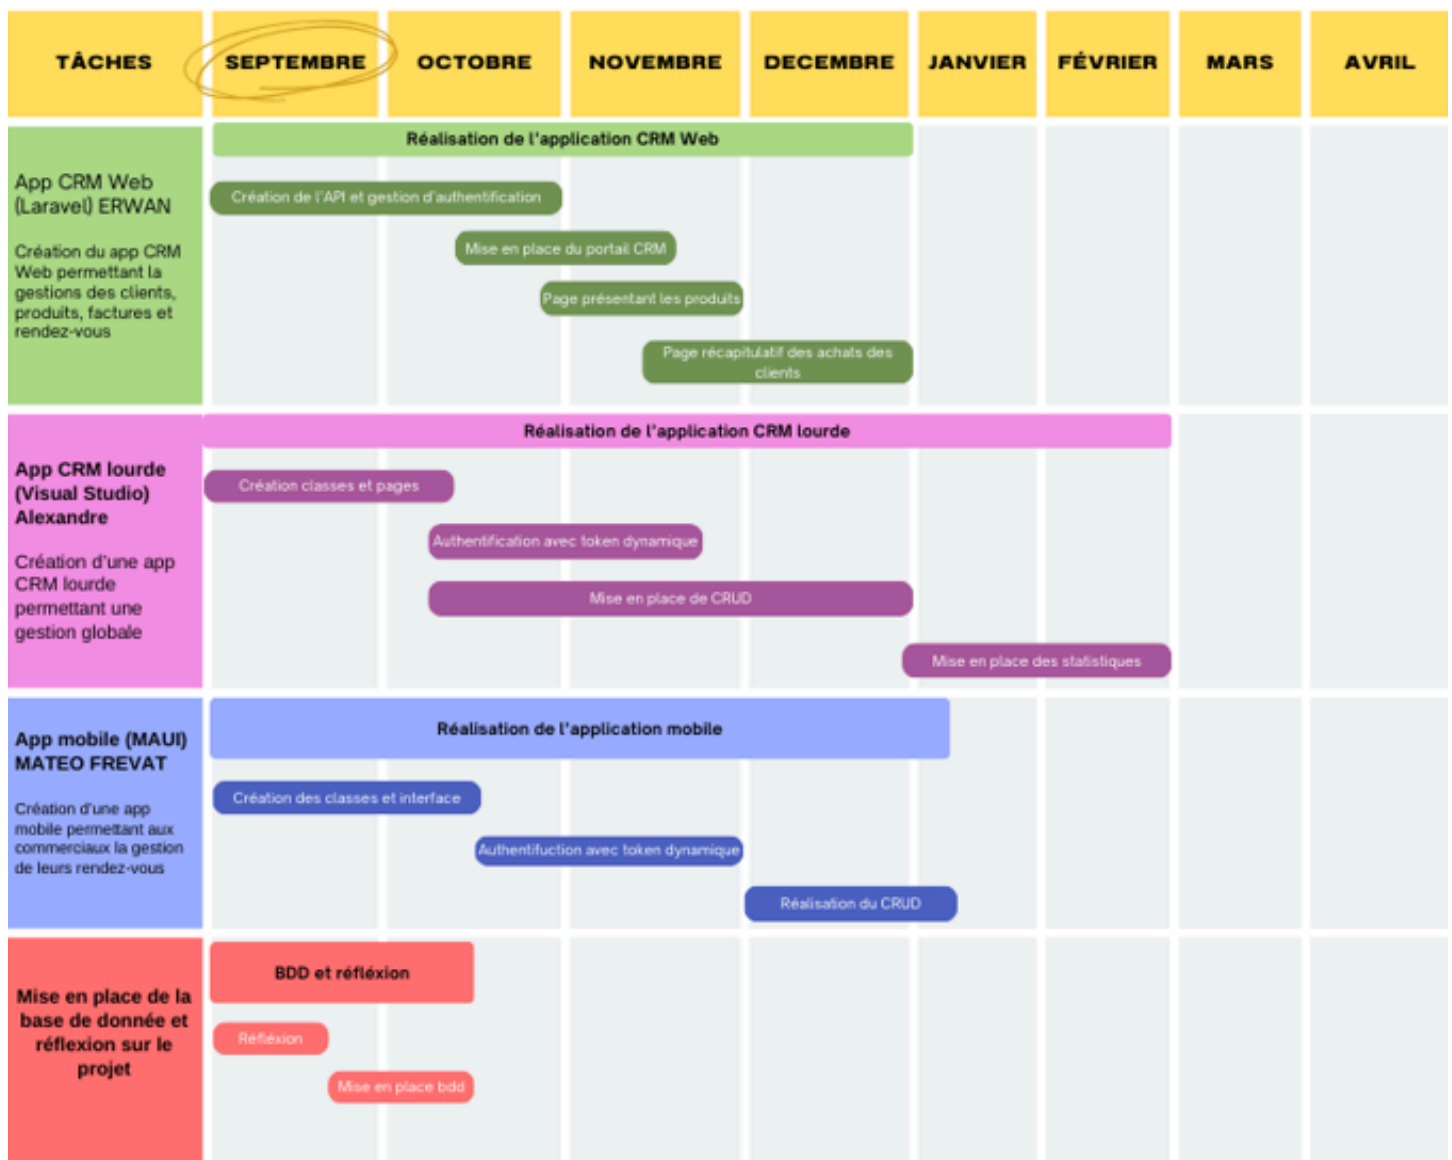 TÂCHES
SEPTEMBRE
OCTOBRE
NOVEMBRE
DECEMBRE
JANVIER
FÉVRIER
MARS
AVRIL
App CRM Web
(Laravel) ERWAN
Création du app CRM
Web permettant la
gestions des clients,
produits, factures et
rendez-vous
Réalisation de l'application CRM Web
Création de l'API et gestion d'authentification
Mise en place du portail CRM
Page présentant les produits
Page récapitulatif des achats des
clients
App CRM lourde
(Visual Studio)
Alexandre
Création d'une app
CRM lourde
permettant une
gestion globale
Réalisation de l'application CRM lourde
Création classes et pages
Authentification avec token dynamique
Mise en place de CRUD
Mise en place des statistiques
App mobile (MAUI)
MATEO FREVAT
Création d'une app
mobile permettant aux
commerciaux la gestion
de leurs rendez-vous
Réalisation de l'application mobile
Création des classes et interface
Authentifuction avec token dynamique
Réalisation du CRUD
Mise en place de la
base de donnée et
réflexion sur le
projet
BDD et réfléxion
Réfléxion
Mise en place bdd